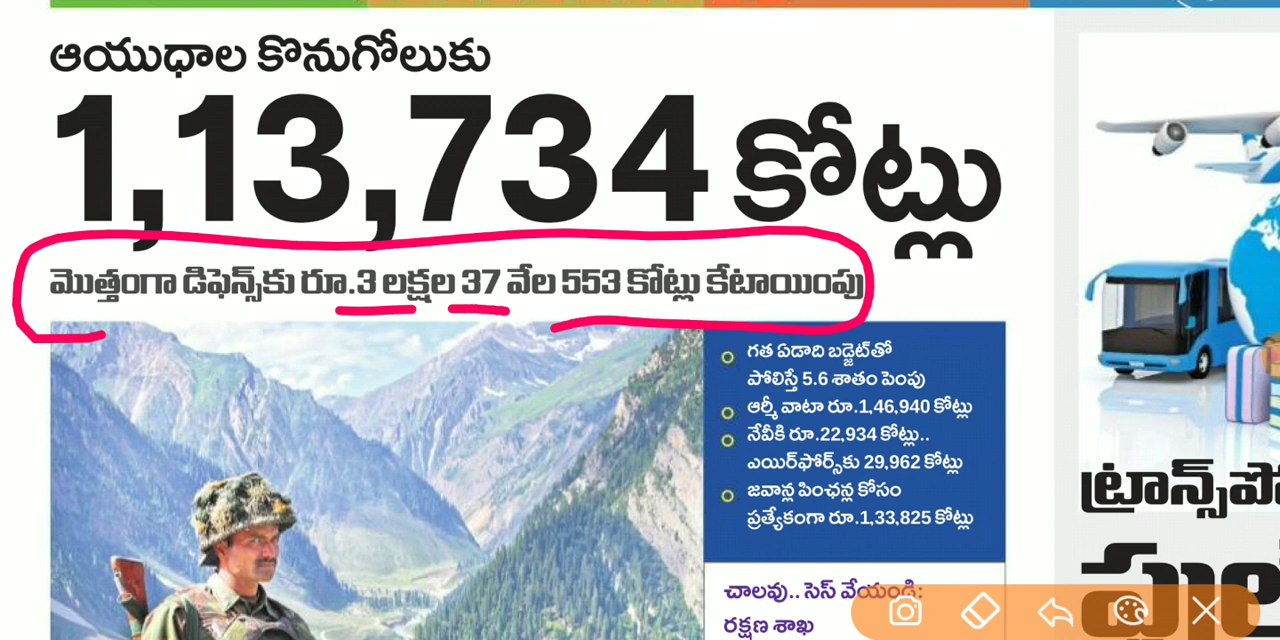 ఆయుధాల కొనుగోలుకు
1,13,734 కోట్లు
మొత్తంగా డిఫెన్స్‌కు రూ.3 లక్షల 37 వేల 553 కోట్లు కేటాయింపు
గత ఏడాది బడ్జెట్‌తో
పోలిస్తే 5.6 శాతం పెంపు
ఆర్మీ వాటా రూ.1,46,940 కోట్లు
నేవీకి రూ.22,934 కోట్లు..
ఎయిర్‌ఫోర్స్‌కు 29,962 కోట్లు
జవాన్ల పింఛన్ల కోసం
ప్రత్యేకంగా రూ.1,33,825 కోట్లు
చాలవు.. సెస్ వేయండి:
రక్షణ శాఖ